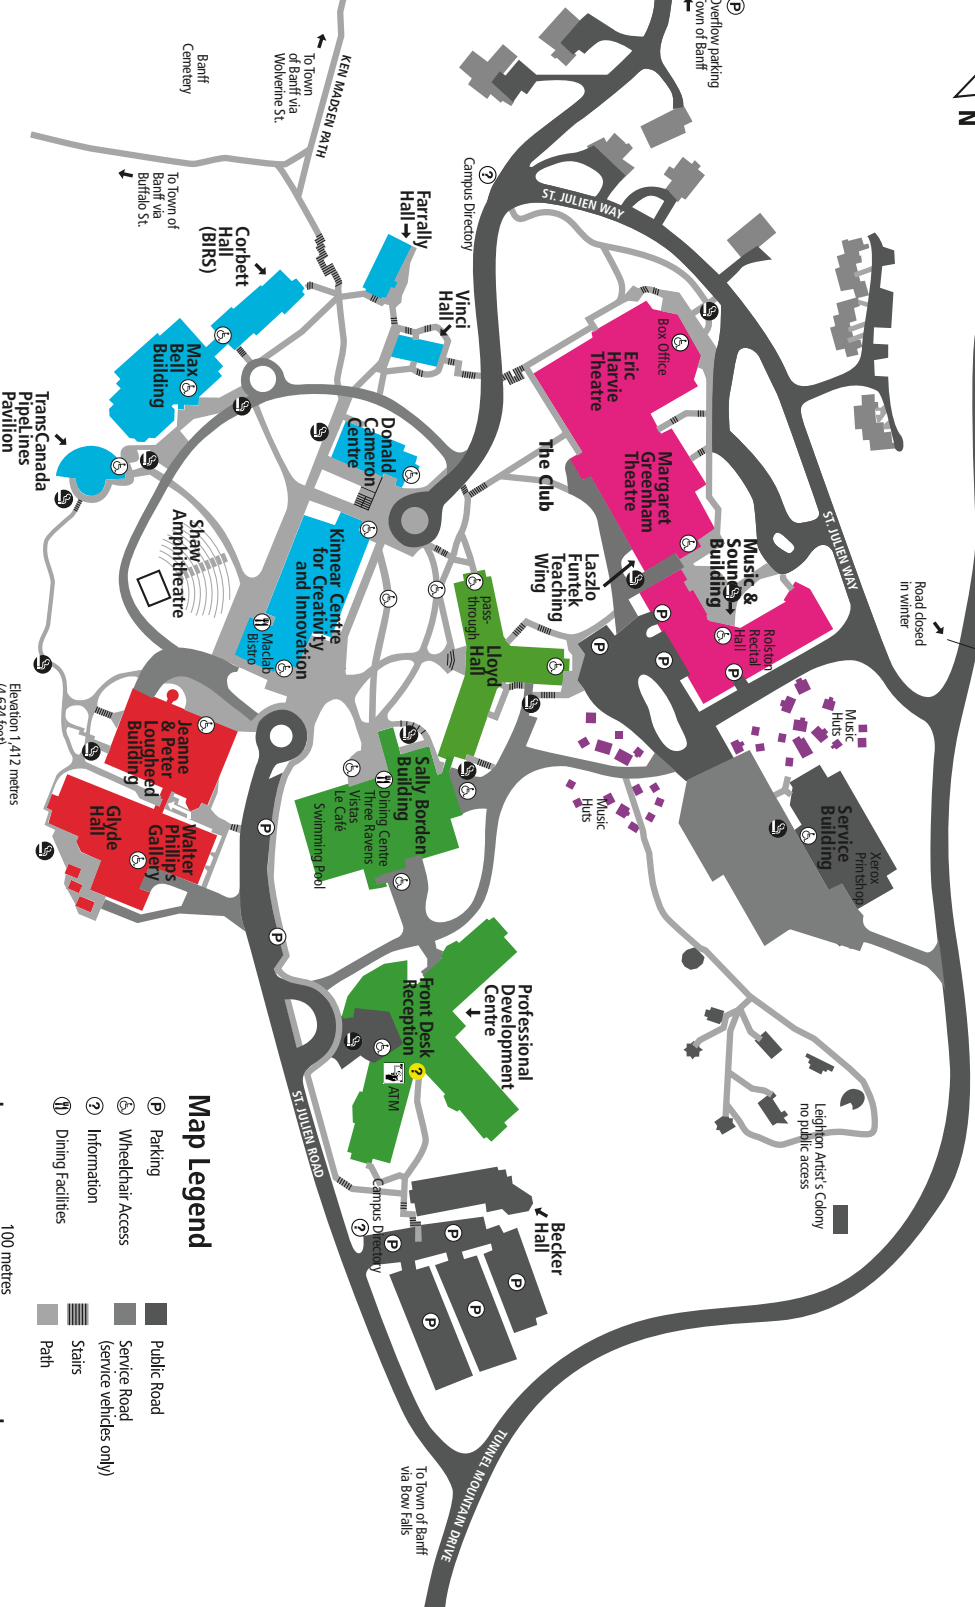 P
Overflow parking
Town of Banff
N
KEN MADSEN PATH
To Town
of Banff via
Wolverine St.
Banff
Cemetery
To Town of
Banff via
Buffalo St.
?
Campus Directory
ST. JULIEN WAY
Farrally
Hall
Corbett
Hall
(BIRS)
Vinci
Hall
Max
Bell
Building
TransCanada
PipeLines
Pavilion
Donald
Cameron
Centre
Box Office
Eric
Harvie
Theatre
Margaret
Greenham
Theatre
The Club
Laszlo
Funtek
Teaching
Wing
Music &
Sound
Building
Rolston
Recital
Hall
P
P
P
P
ST. JULIEN WAY
Road closed
in winter
Shaw
Amphitheatre
Kinnear Centre
for Creativity
and Innovation
Maclab
Bistro
pass-
through
Lloyd
Hall
Music
Huts
Music
Huts
Elevation 1,412 metres
(4,624 foot)
Jeanne
& Peter
Lougheed
Building
Walter
Phillips
Gallery
Glyde
Hall
Sally Borden
Building
Dining Centre
Three Ravens
Vistas
Le Café
Swimming Pool
P
P
Service
Building
Xerox
Printshop
Professional
Development
Centre
Front Desk
Reception
?
ATM
Leighton Artist's Colony
no public access
ST. JULIEN ROAD
Campus Directory
?
Becker
Hall
P
P
P
P
P
TUNNEL MOUNTAIN DRIVE
To Town of Banff
via Bow Falls
Map Legend
P Parking
Wheelchair Access
? Information
Dining Facilities
Public Road
Service Road
(service vehicles only)
Stairs
Path
100 metres